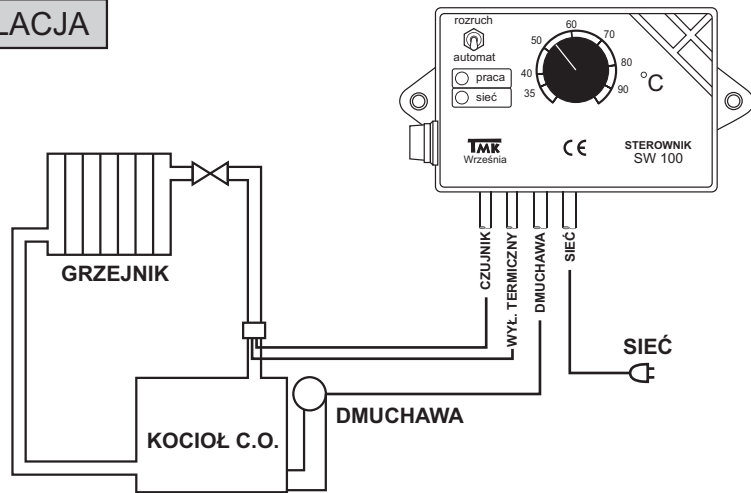 LACJA
rozruch
automat
praca
sieć
35
40
50
60
70
80
90
°C
TMK
Września
CE
STEROWNIK
SW 100
CZUJNIK
WYŁ. TERMICZNY
DMUCHAWA
SIEĆ
GRZEJNIK
SIEĆ
DMUCHAWA
KOCIOŁ C.O.